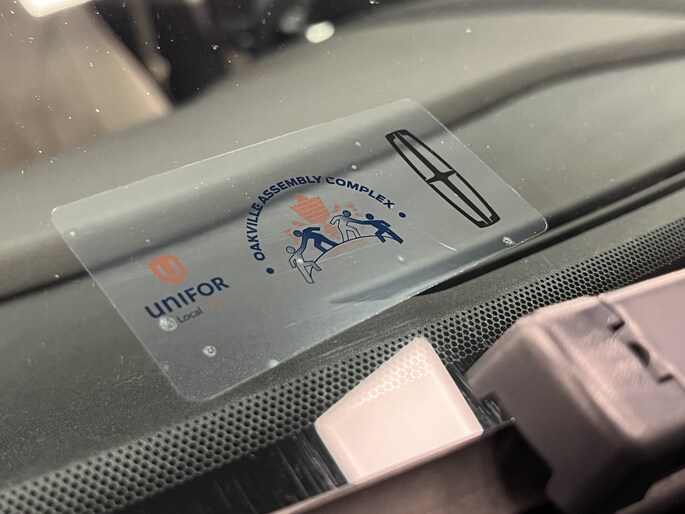 OAKVILLE ASSEMBLY COMPLEX
U
UNIFOR
Local